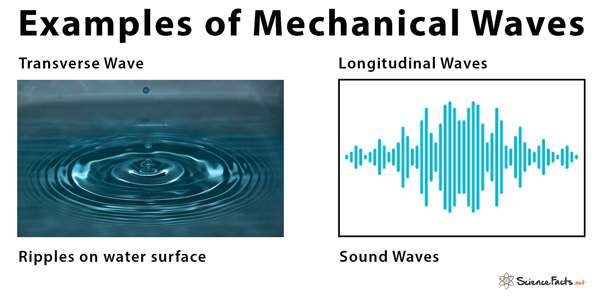 Examples of Mechanical Waves
Transverse Wave
Longitudinal Waves
Ripples on water surface
Sound Waves
ScienceFacts.net